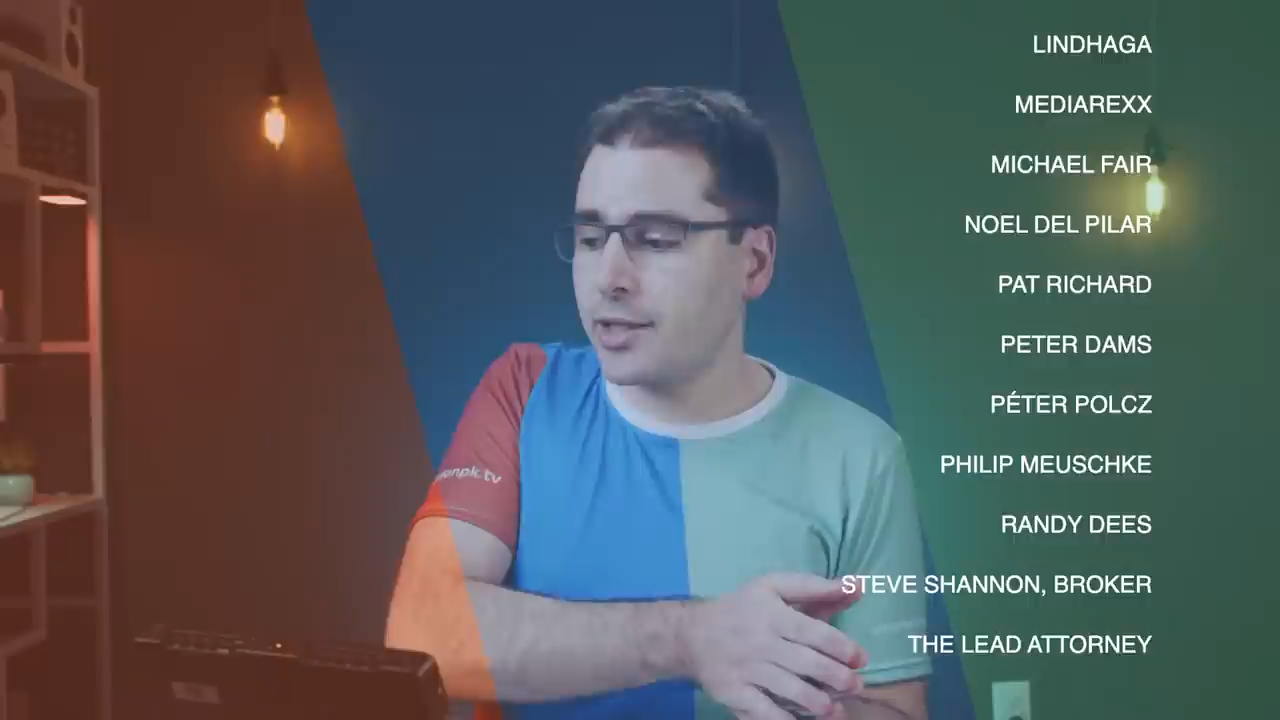 LINDHAGA
MEDIAREXX
MICHAEL FAIR
NOEL DEL PILAR
PAT RICHARD
PETER DAMS
PÉTER POLCZ
PHILIP MEUSCHKE
RANDY DEES
STEVE SHANNON, BROKER
THE LEAD ATTORNEY